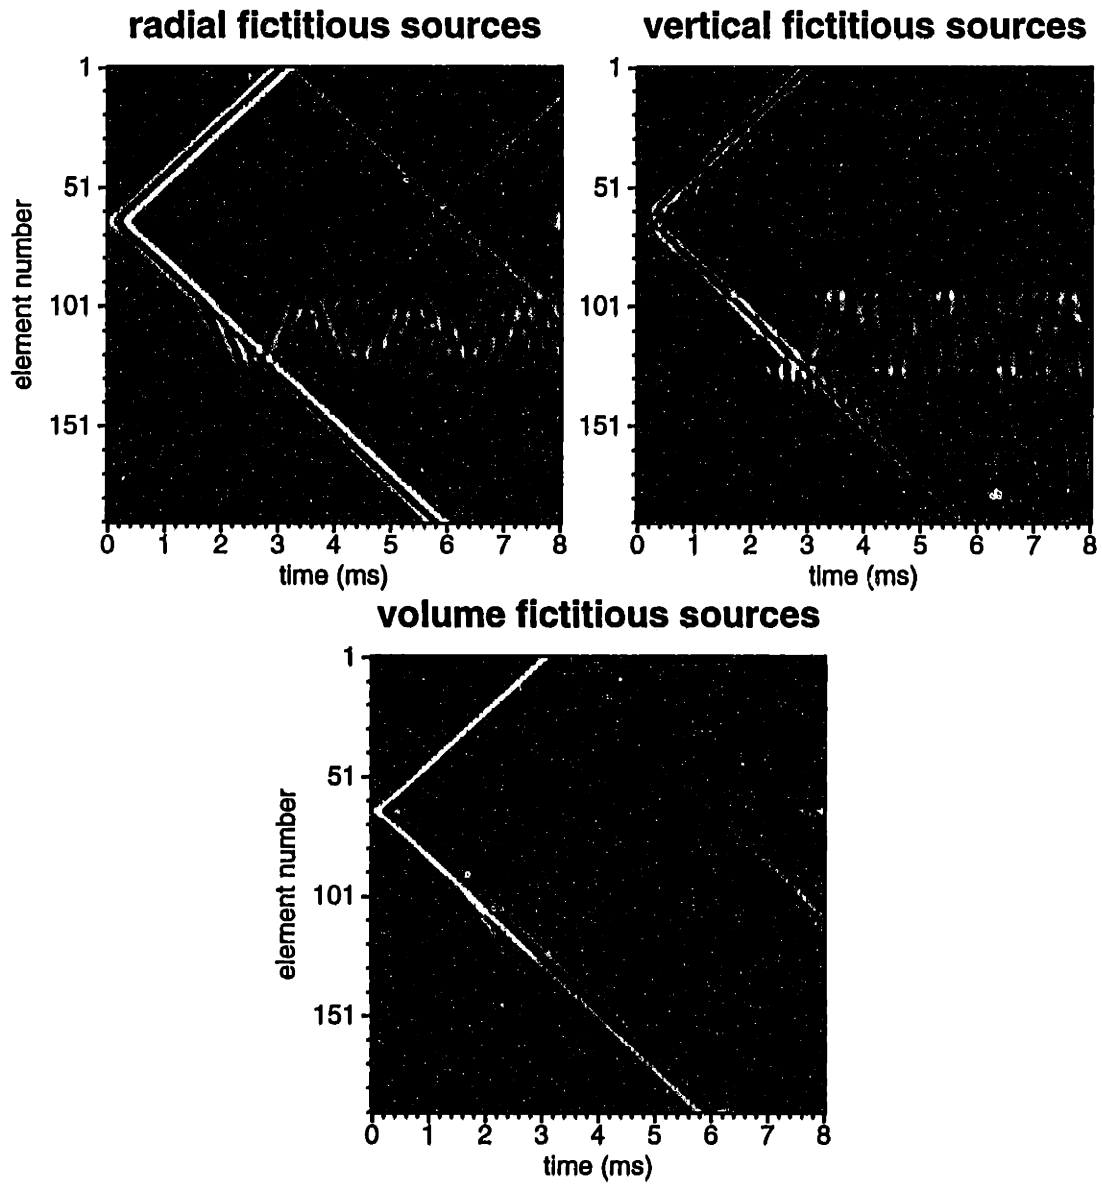 radial fictitious sources
1
51
101
151
element number
0 1 2 3 4 5 6 7 8
time (ms)
vertical fictitious sources
1
51
101
151
0 1 2 3 4 5 6 7 8
time (ms)
volume fictitious sources
1
51
101
151
element number
0 1 2 3 4 5 6 7 8
time (ms)